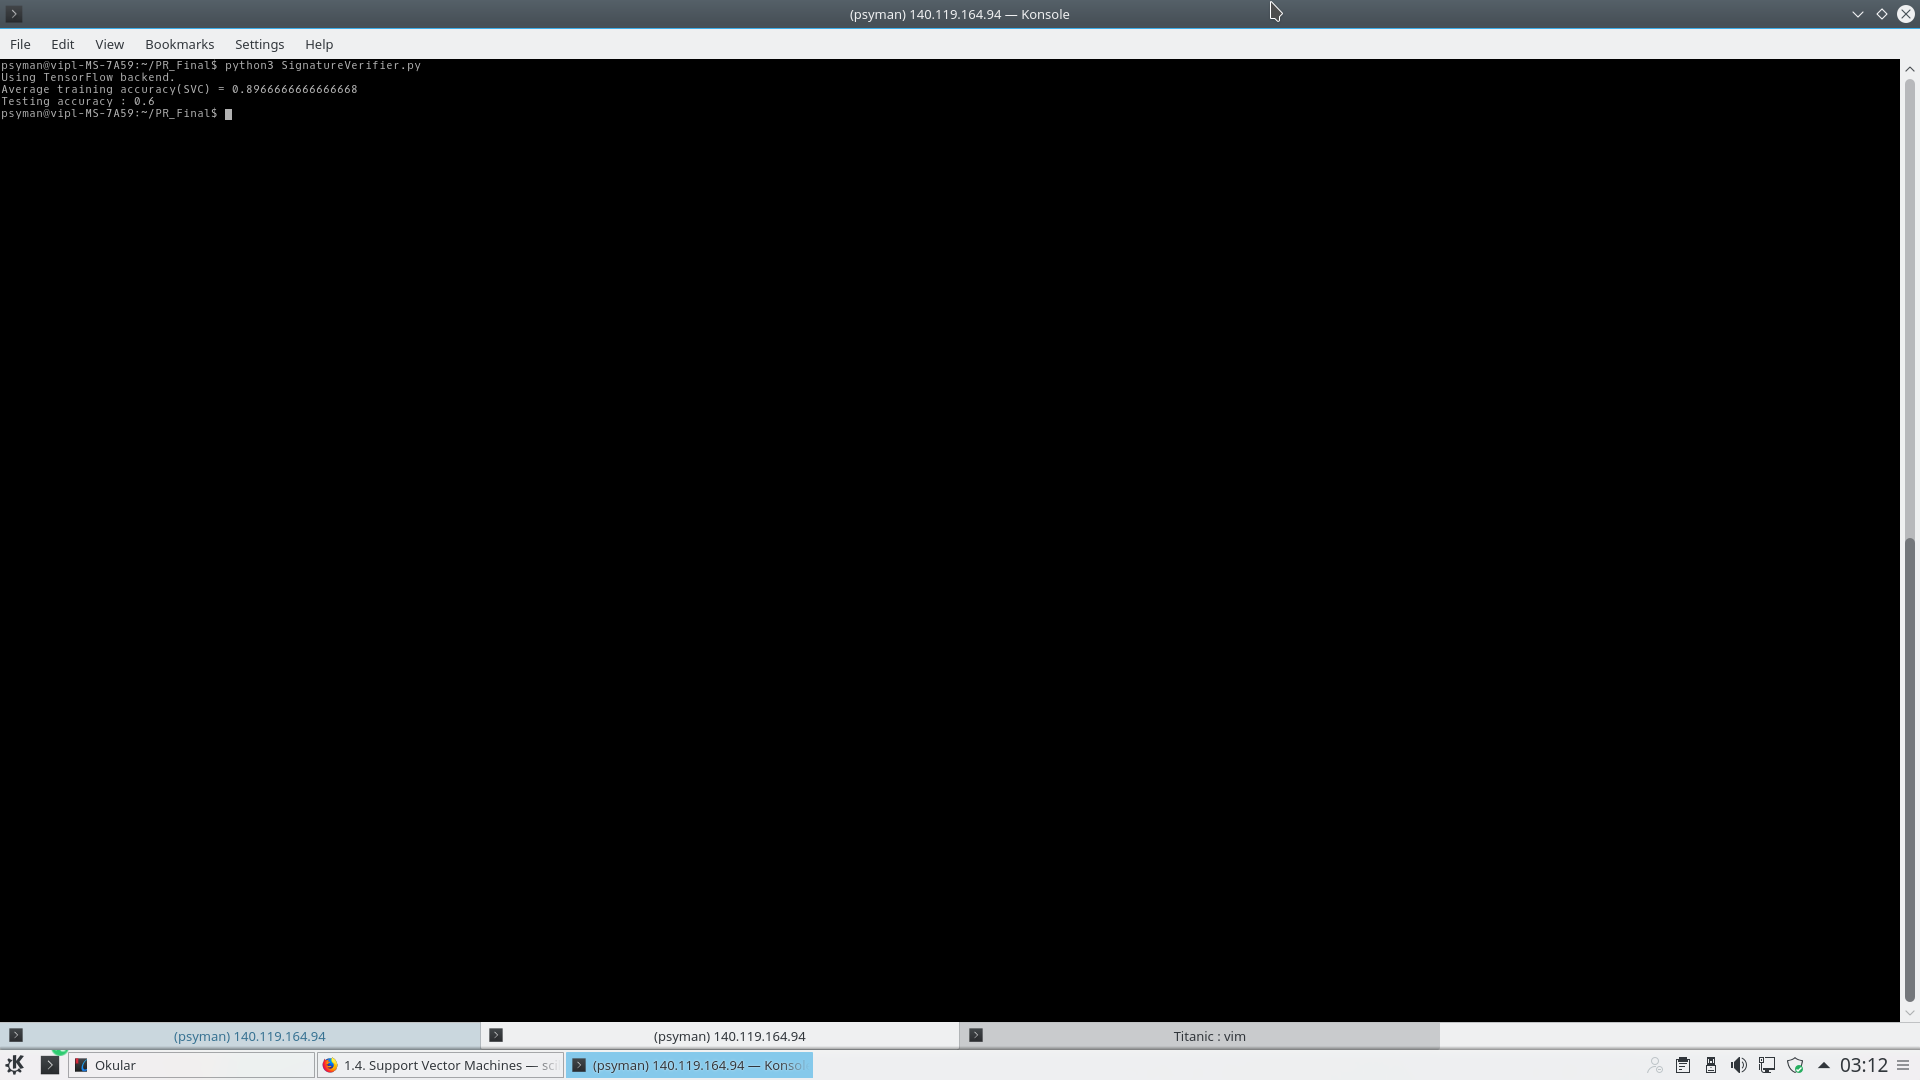 (psyman) 140.119.164.94 — Konsole
File Edit View Bookmarks Settings Help
psyman@vipl-MS-7A59:~/PR_Final$ python3 SignatureVerifier.py
Using TensorFlow backend.
Average training accuracy(SVC) = 0.8966666666666668
Testing accuracy : 0.6
psyman@vipl-MS-7A59:~/PR_Final$
(psyman) 140.119.164.94 (psyman) 140.119.164.94 Titanic : vim
Okular 1.4. Support Vector Machines — sci (psyman) 140.119.164.94 — Konsol 03:12